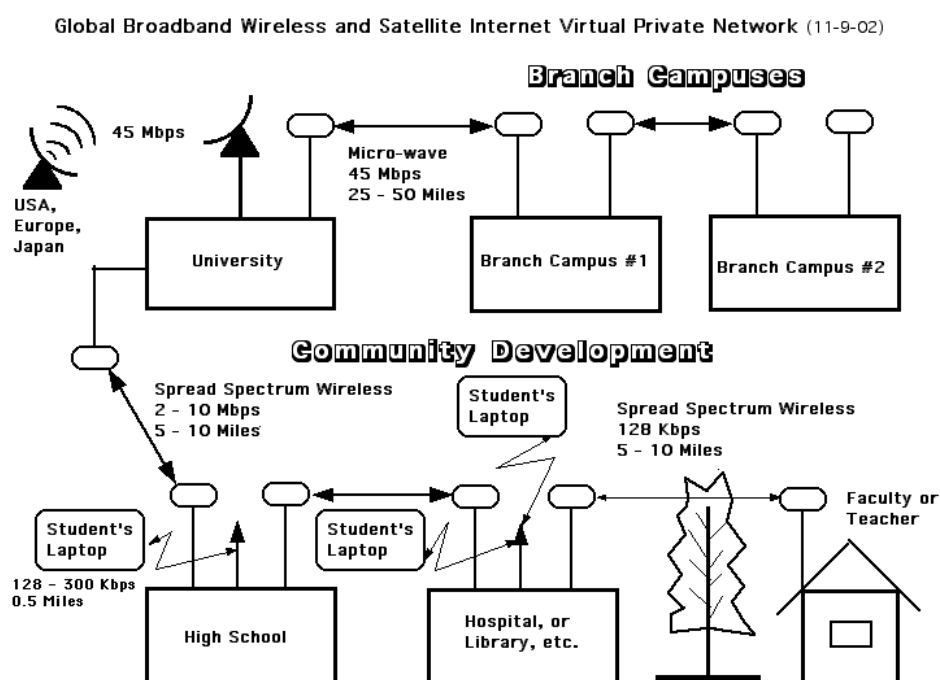 Global Broadband Wireless and Satellite Internet Virtual Private Network (11-9-02)
Branch Campuses
45 Mbps
Micro-wave
45 Mbps
25 - 50 Miles
USA,
Europe,
Japan
University
Branch Campus #1
Branch Campus #2
Community Development
Spread Spectrum Wireless
2 - 10 Mbps
5 - 10 Miles
Student's
Laptop
Spread Spectrum Wireless
128 Kbps
5 - 10 Miles
Faculty or
Teacher
Student's
Laptop
Student's
Laptop
128 - 300 Kbps
0.5 Miles
High School
Hospital, or
Library, etc.